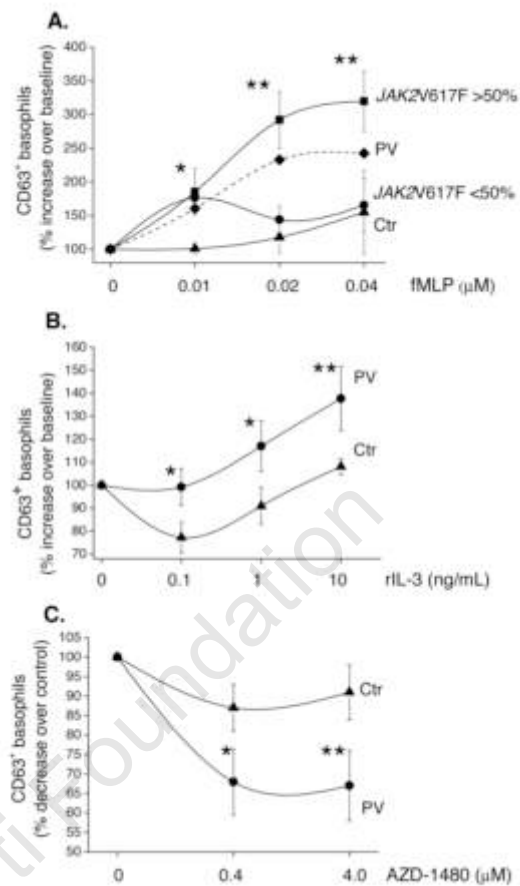 A.
CD63+ basophils
(% increase over baseline)
400
350
300
250
200
150
100
★
★★
★★
JAK2V617F >50%
PV
JAK2V617F <50%
Ctr
0
0.01
0.02
0.04
fMLP (µM)
B.
CD63+ basophils
(% increase over baseline)
160
150
140
130
120
110
100
90
80
70
★
★
★★
PV
Ctr
0
0.1
1
10
rIL-3 (ng/mL)
C.
CD63+ basophils
(% decrease over control)
105
100
95
90
85
80
75
70
65
60
55
50
Ctr
★
★★
PV
0
0.4
4.0
AZD-1480 (µM)
ti Foundation